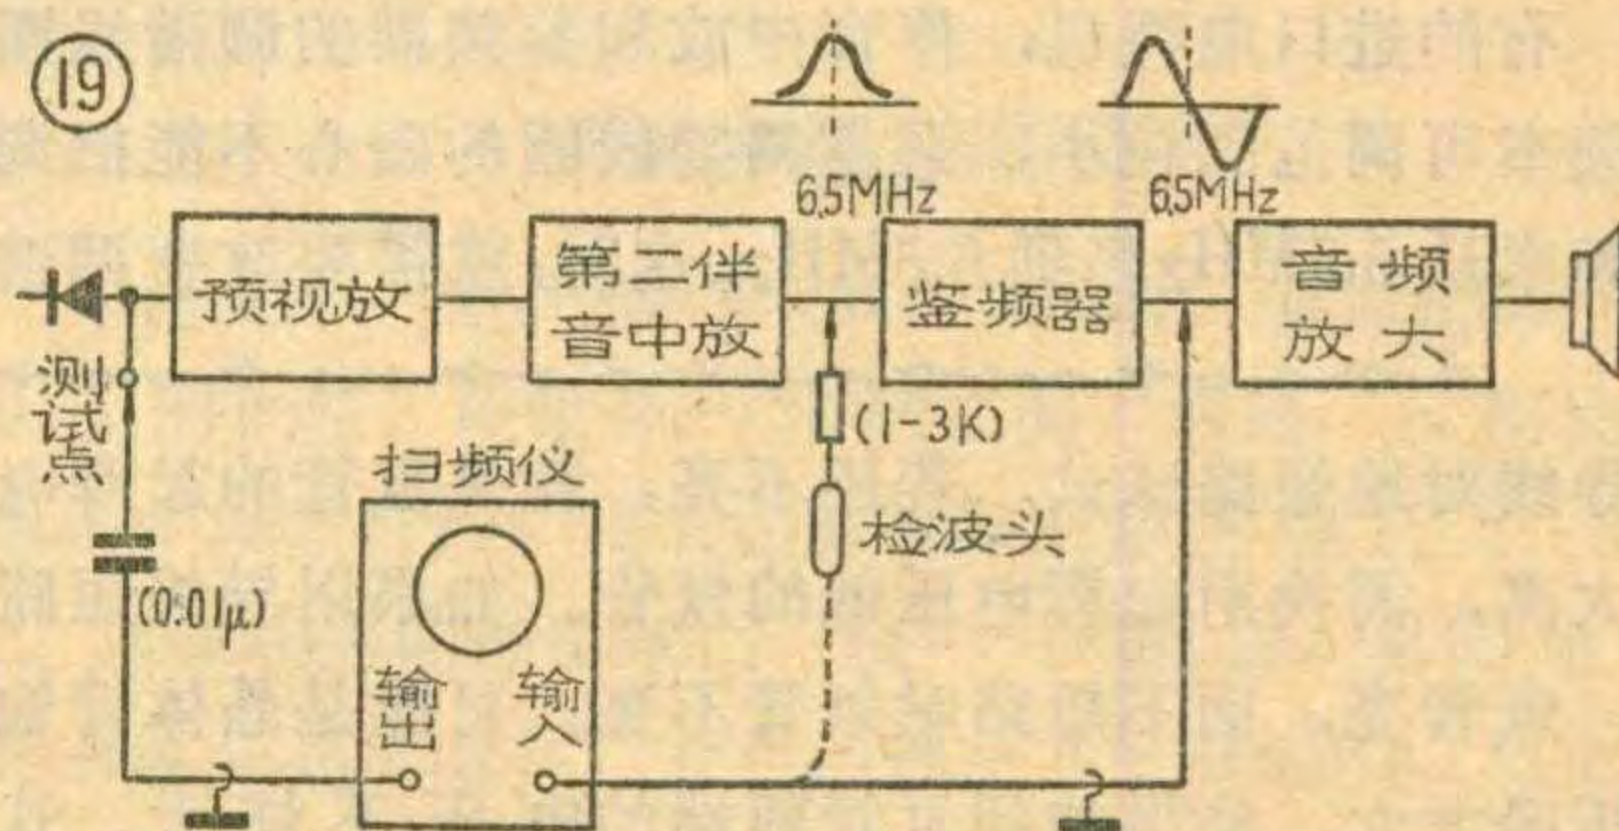 19
6.5MHz
6.5MHz
预视放
第二伴
音中放
鉴频器
音频
放大
测试点
(1-3K)
扫频仪
检波头
(0.01μ)
输出
输入